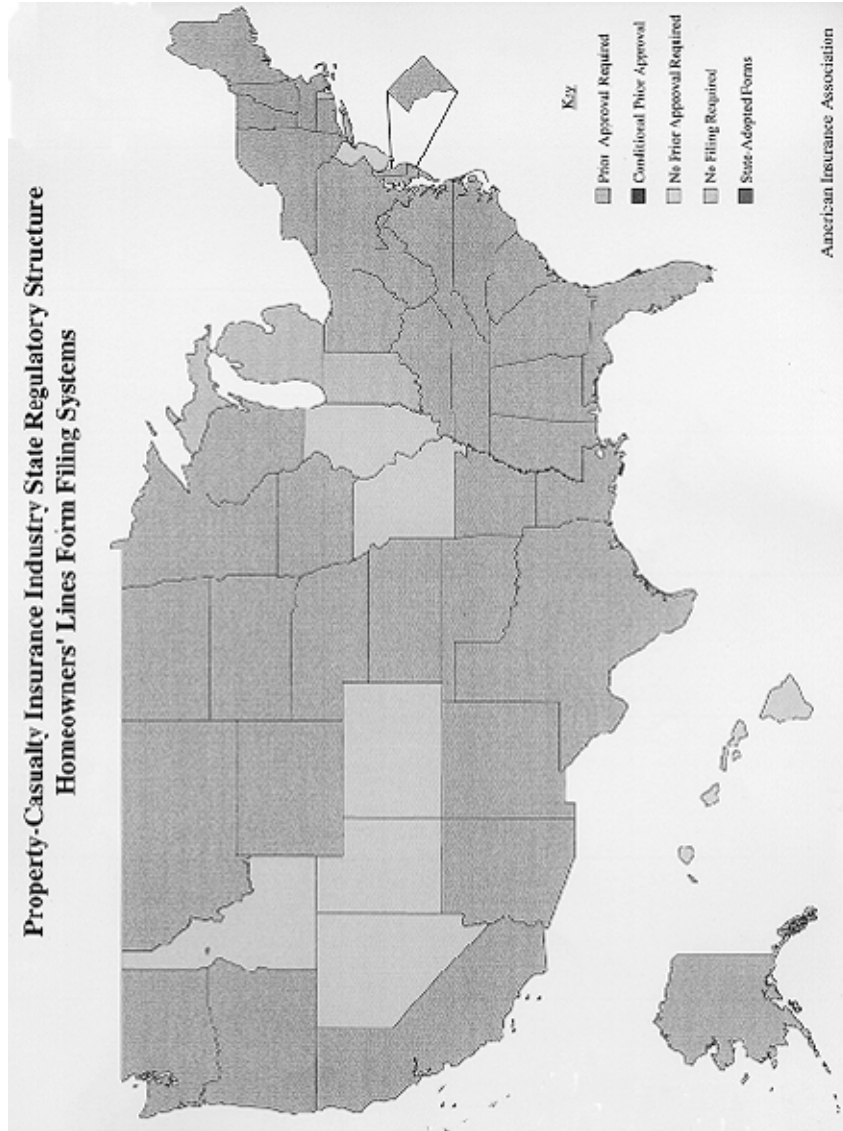 Property-Casualty Insurance Industry State Regulatory Structure
Homeowners' Lines Form Filing Systems
Key
Prior Approval Required
Conditional Prior Approval
No Prior Approval Required
No Filing Required
State-Adopted Forms
American Insurance Association